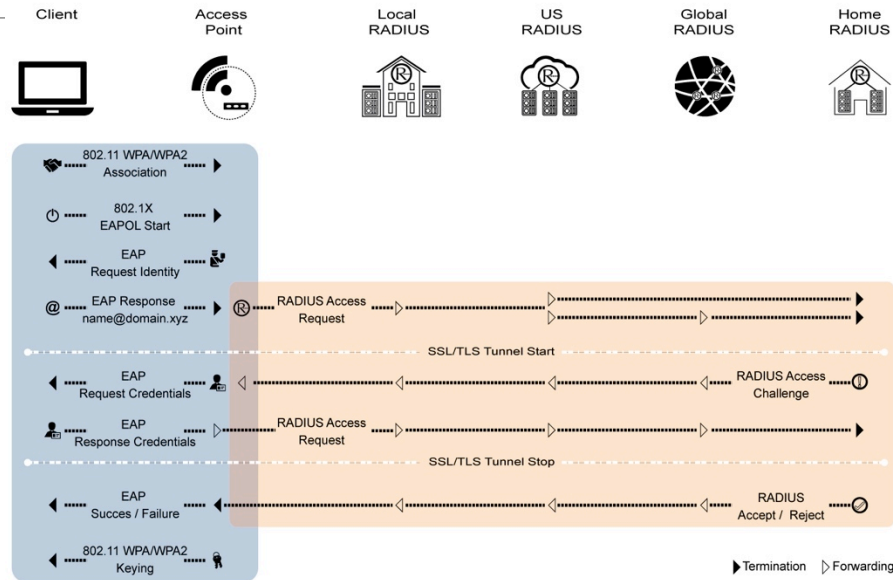 Client
Access
Point
Local
RADIUS
US
RADIUS
Global
RADIUS
Home
RADIUS
802.11 WPA/WPA2
Association
802.1X
EAPOL Start
EAP
Request Identity
@
EAP Response
name@domain.xyz
R
RADIUS Access
Request
SSL/TLS Tunnel Start
EAP
Request Credentials
RADIUS Access
Challenge
EAP
Response Credentials
RADIUS Access
Request
SSL/TLS Tunnel Stop
EAP
Succes / Failure
RADIUS
Accept / Reject
802.11 WPA/WPA2
Keying
Termination
Forwarding